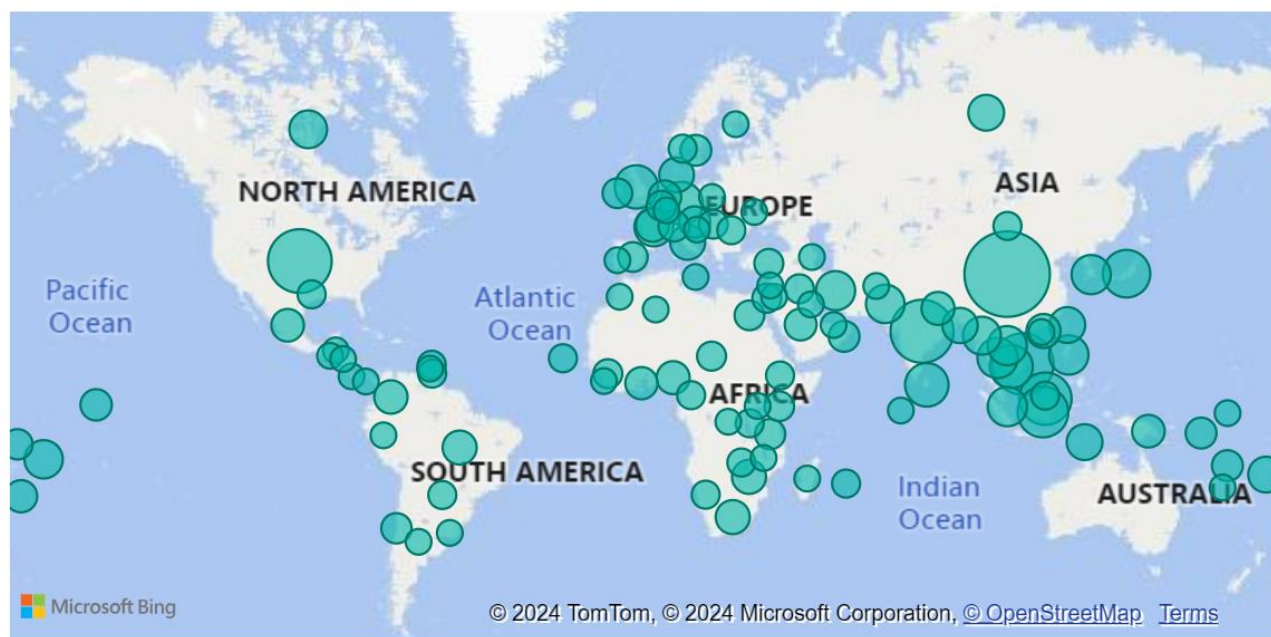 NORTH AMERICA
EUROPE
ASIA
Pacific
Ocean
Atlantic
Ocean
AFRICA
SOUTH AMERICA
Indian
Ocean
AUSTRALIA
Microsoft Bing
© 2024 TomTom, © 2024 Microsoft Corporation, © OpenStreetMap Terms